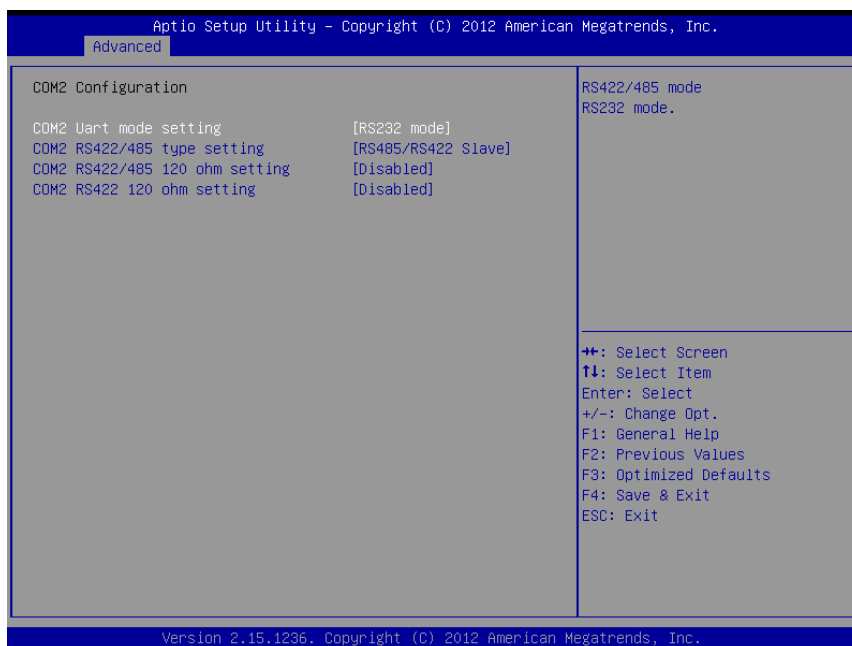 Aptio Setup Utility – Copyright (C) 2012 American Megatrends, Inc.
Advanced
COM2 Configuration
COM2 Uart mode setting [RS232 mode]
COM2 RS422/485 type setting [RS485/RS422 Slave]
COM2 RS422/485 120 ohm setting [Disabled]
COM2 RS422 120 ohm setting [Disabled]
RS422/485 mode
RS232 mode.
→←: Select Screen
↑↓: Select Item
Enter: Select
+/-: Change Opt.
F1: General Help
F2: Previous Values
F3: Optimized Defaults
F4: Save & Exit
ESC: Exit
Version 2.15.1236. Copyright (C) 2012 American Megatrends, Inc.